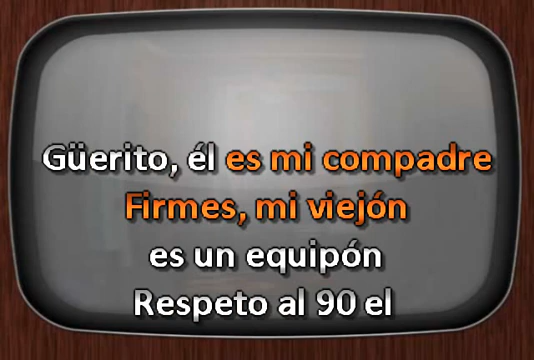 Güerito, él es mi compadre
Firmes, mi viejón
es un equipón
Respeto al 90 el